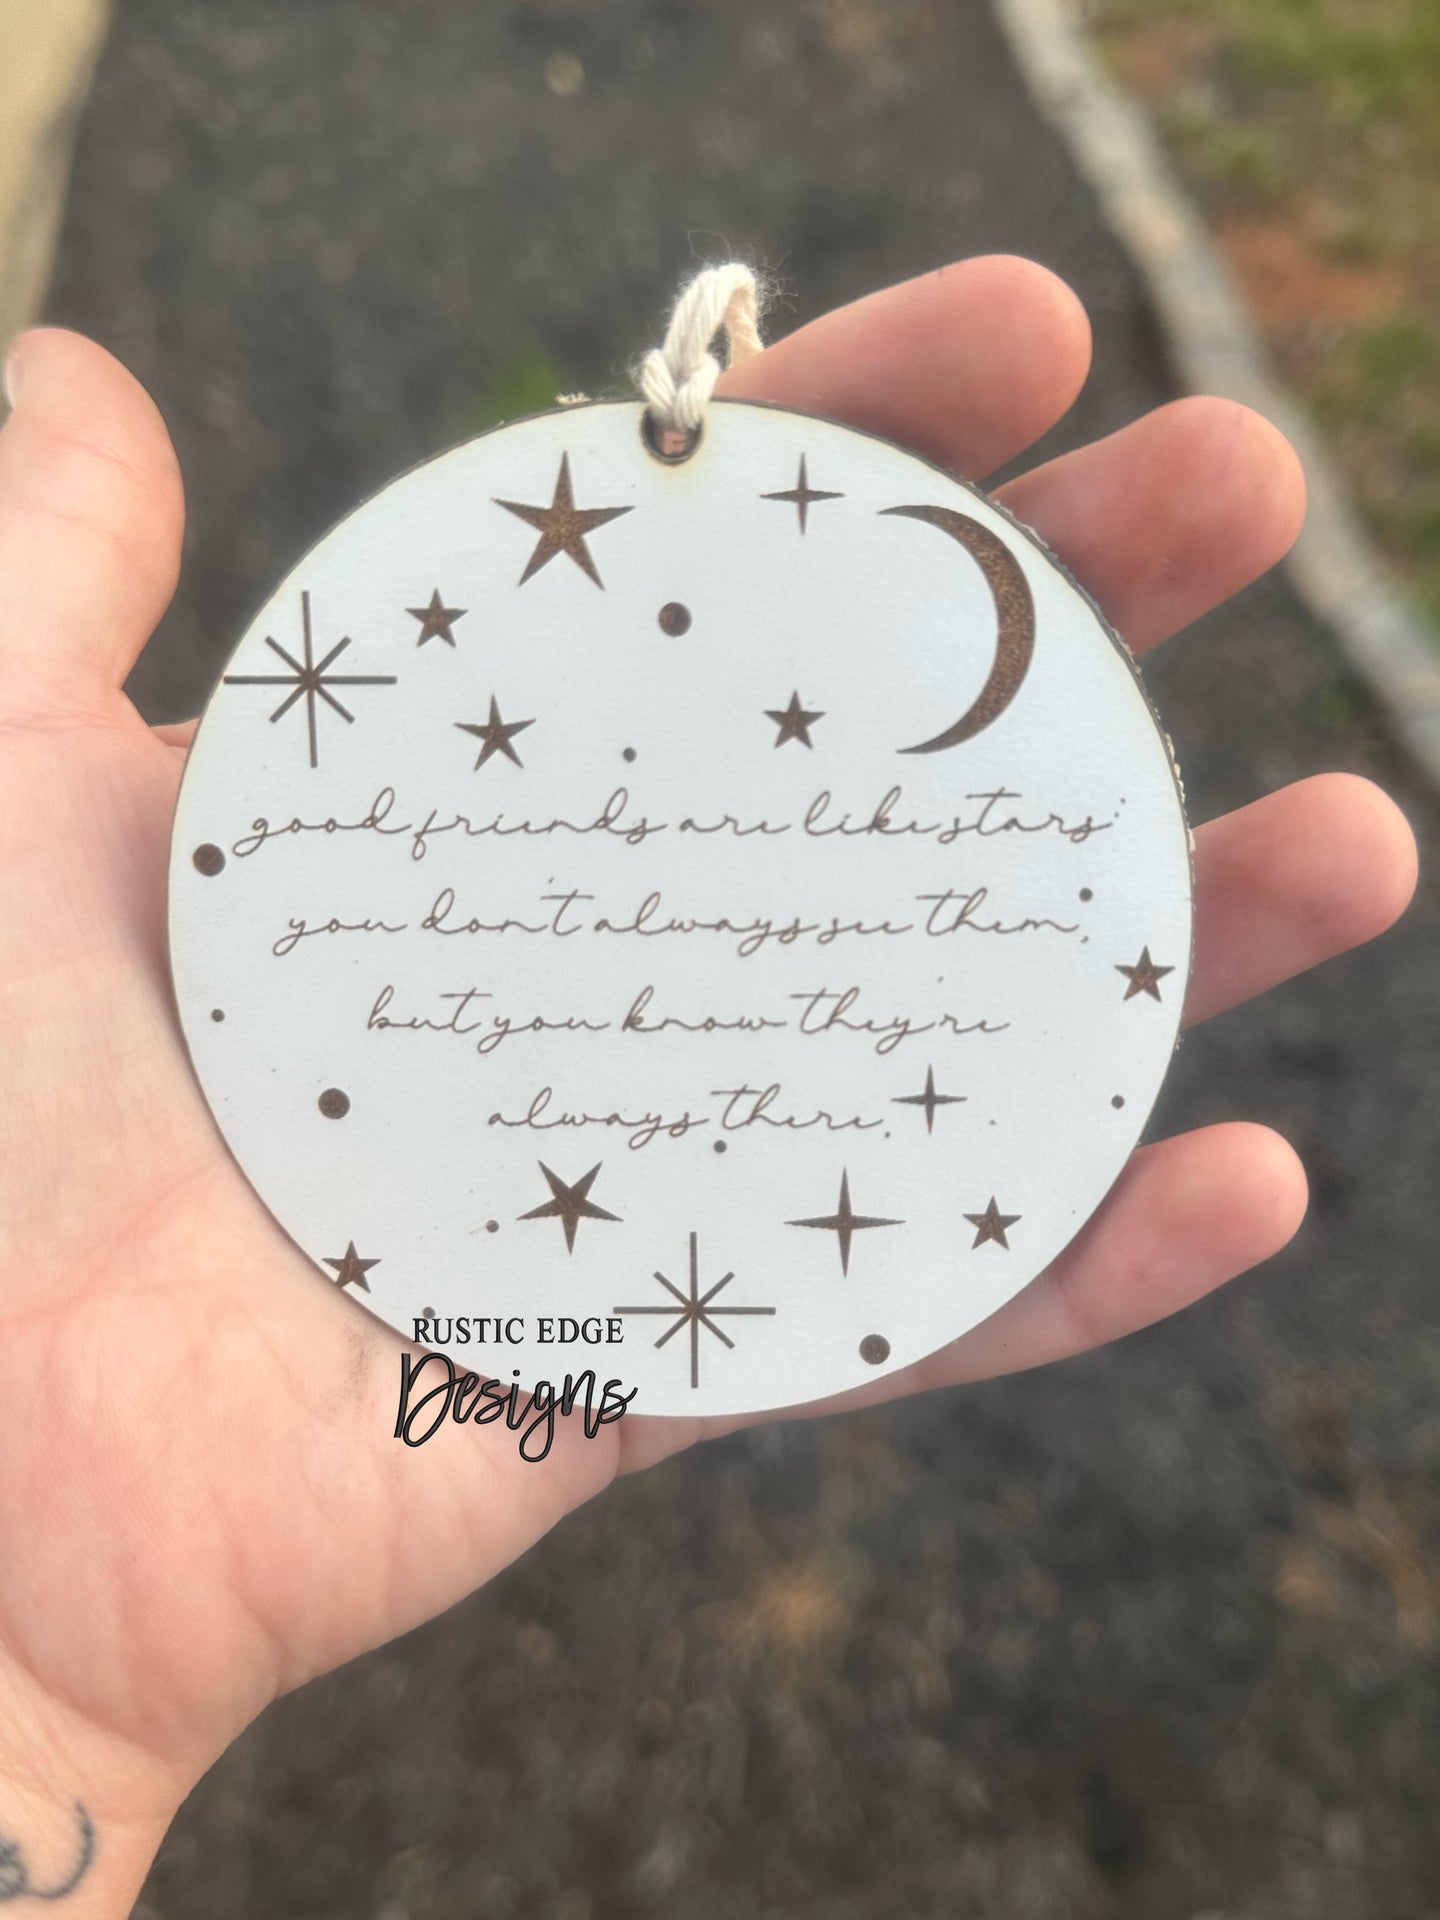 good friends are like stars
you don't always see them,
but you know they're
always there.
RUSTIC EDGE
Designs